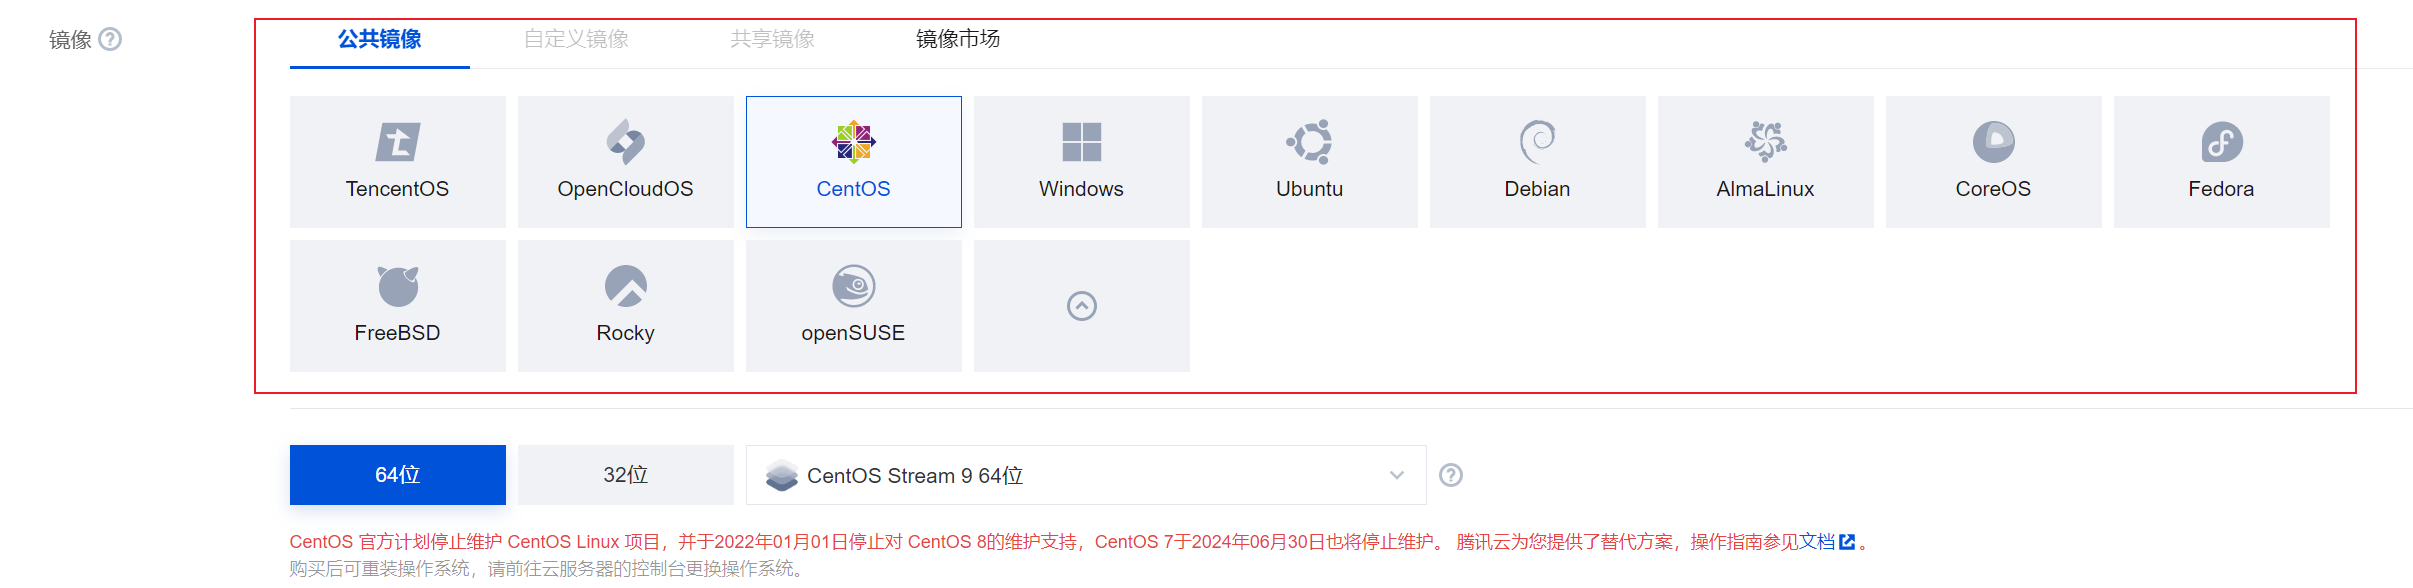 镜像
公共镜像 自定义镜像 共享镜像 镜像市场
TencentOS OpenCloudOS CentOS Windows Ubuntu Debian AlmaLinux CoreOS Fedora
FreeBSD Rocky openSUSE
64位 32位 CentOS Stream 9 64位
CentOS 官方计划停止维护 CentOS Linux 项目，并于2022年01月01日停止对 CentOS 8的维护支持，CentOS 7于2024年06月30日也将停止维护。 腾讯云为您提供了替代方案，操作指南参见文档。
购买后可重装操作系统，请前往云服务器的控制台更换操作系统。